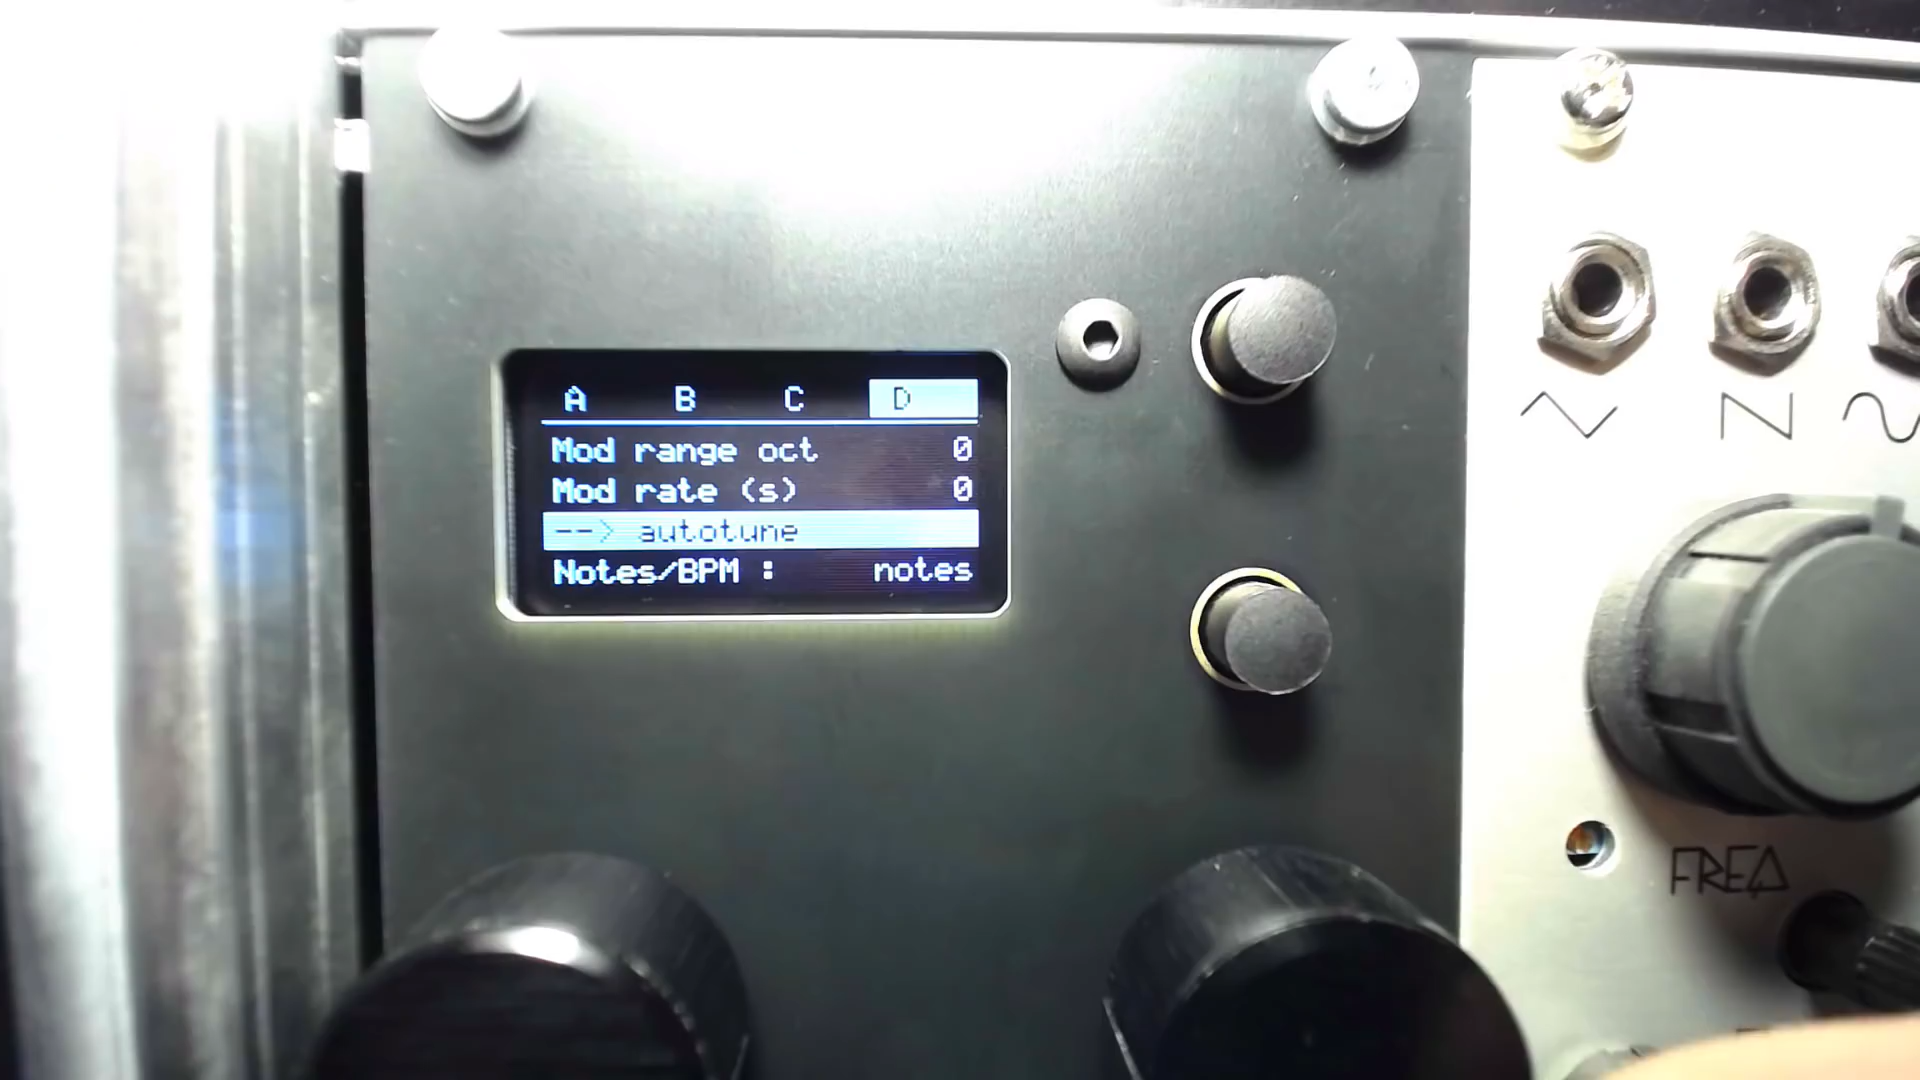 A B C D
Mod range oct 0
Mod rate (s) 0
--> autotune
Notes/BPM : notes
FREQ